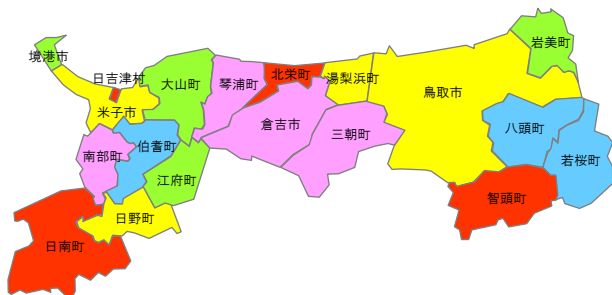 境港市
日吉津村
米子市
大山町
琴浦町
北栄町
湯梨浜町
鳥取市
岩美町
南部町
伯耆町
倉吉市
三朝町
八頭町
若桜町
江府町
日野町
日南町
智頭町